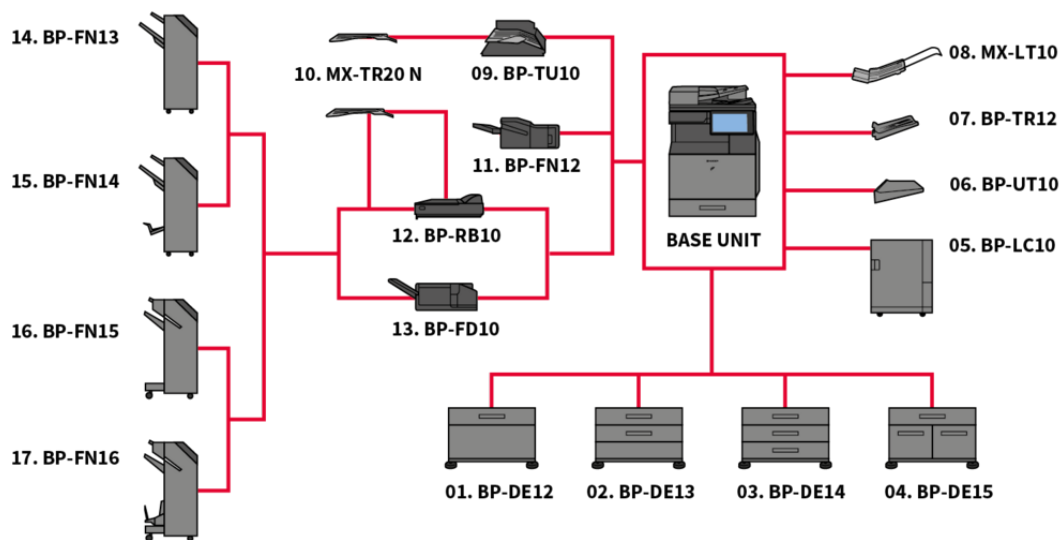 14. BP-FN13
10. MX-TR20 N
09. BP-TU10
08. MX-LT10
07. BP-TR12
11. BP-FN12
15. BP-FN14
06. BP-UT10
12. BP-RB10
BASE UNIT
05. BP-LC10
16. BP-FN15
13. BP-FD10
17. BP-FN16
01. BP-DE12
02. BP-DE13
03. BP-DE14
04. BP-DE15